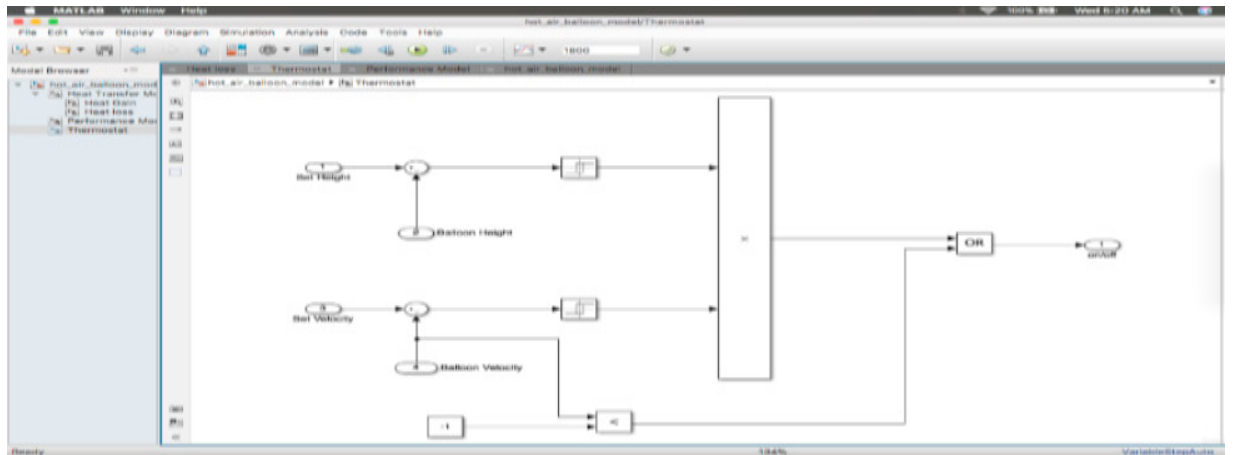 MATLAB Window Help
100% Wed 6:20 AM
hot_air_balloon_model/Thermostat
File Edit View Display Diagram Simulation Analysis Code Tools Help
1800
Model Browser
Heat loss Thermostat Performance Model hot_air_balloon_model
hot_air_balloon_mod
Heat Transfer Mo
Heat Gain
Heat loss
Performance Mod
Thermostat
hot_air_balloon_model Thermostat
1
Set Height
2
Balloon Height
3
Set Velocity
4
Balloon Velocity
-1
<
×
OR
1
on/off
Ready
194%
VariableStepAuto